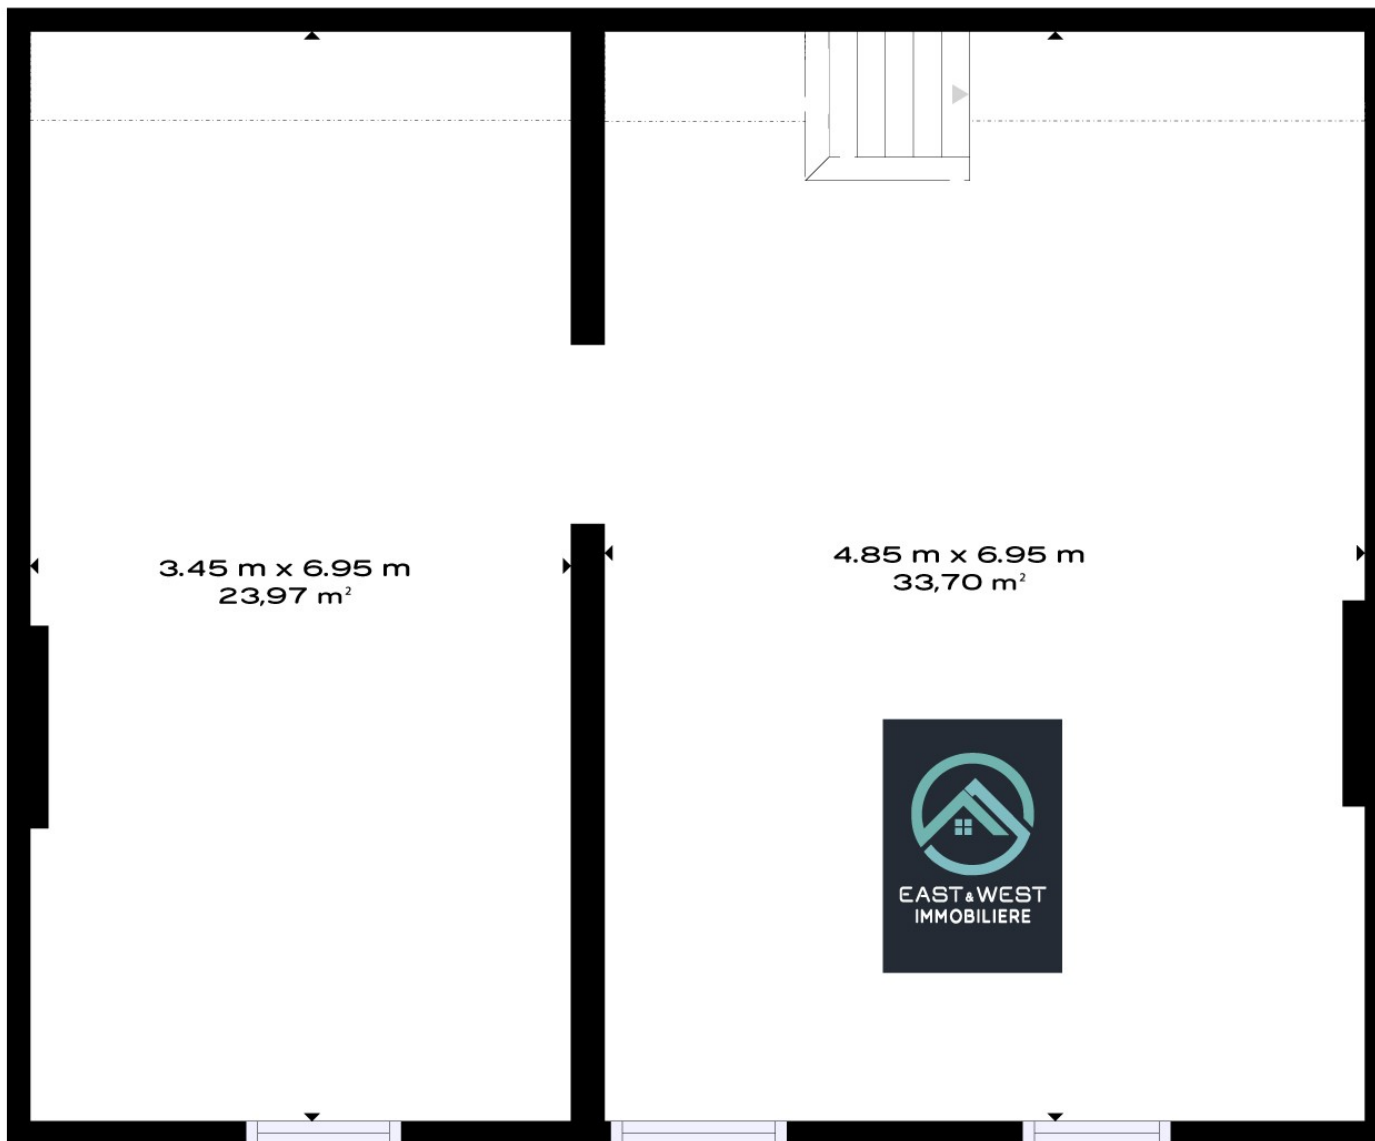 3.45 m x 6.95 m
23,97 m²
4.85 m x 6.95 m
33,70 m²
EAST & WEST
IMMOBILIERE